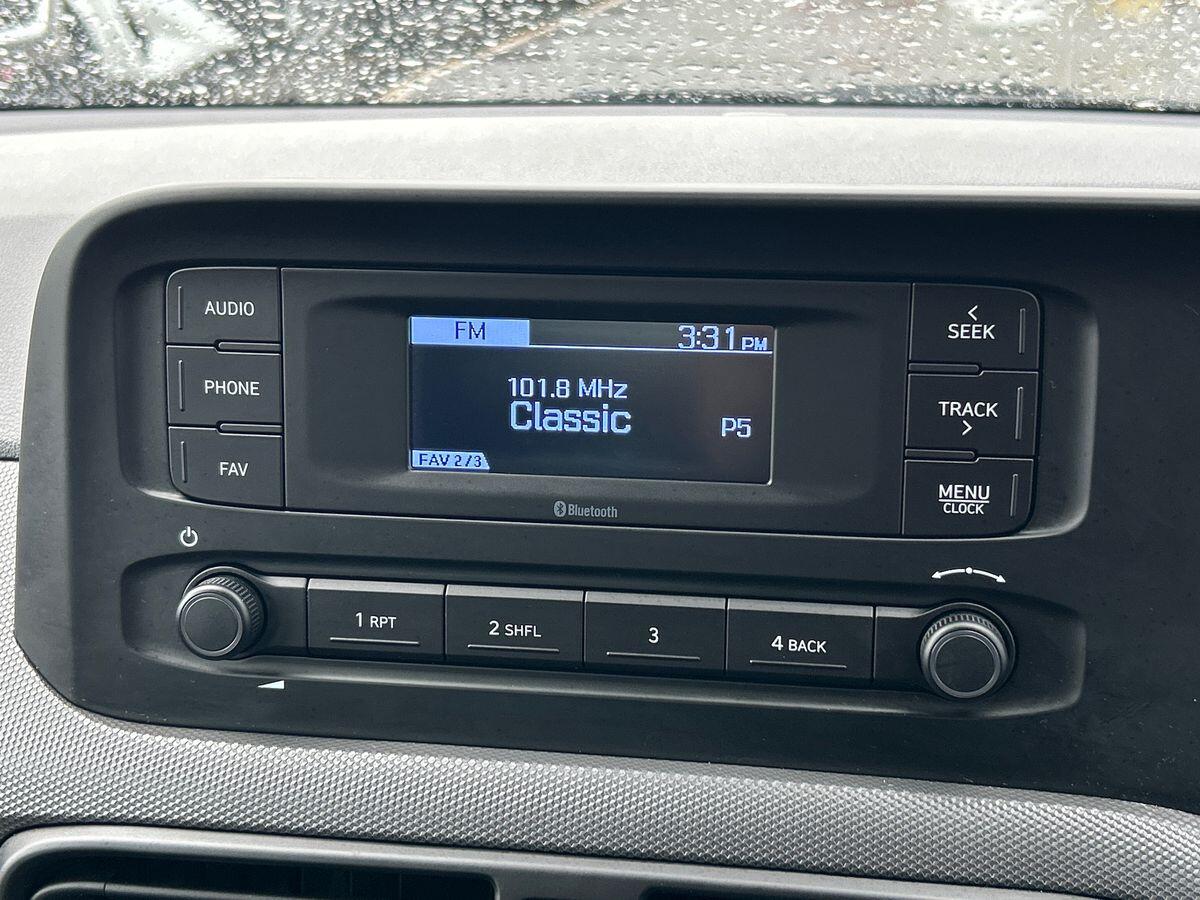 AUDIO
PHONE
FAV
FM
3:31 PM
101.8 MHz
Classic
P5
FAV 2/3
Bluetooth
<
SEEK
TRACK
>
MENU
CLOCK
1 RPT
2 SHFL
3
4 BACK